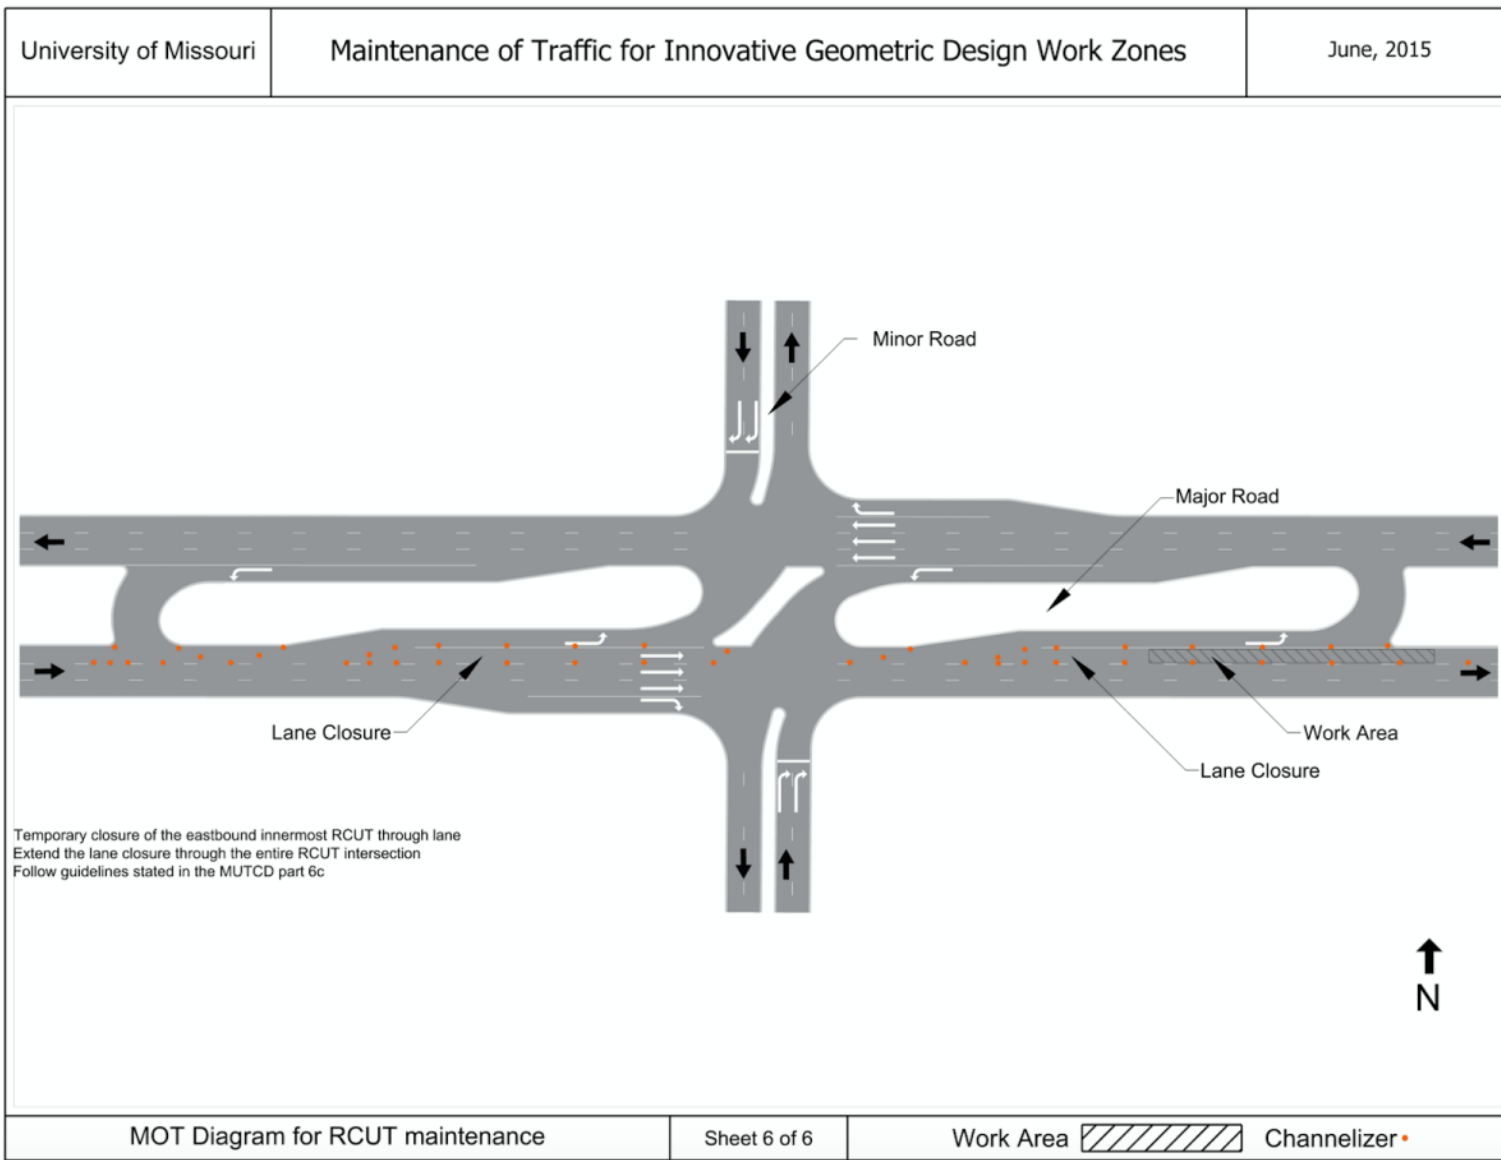 University of Missouri
Maintenance of Traffic for Innovative Geometric Design Work Zones
June, 2015
Minor Road
Major Road
Lane Closure
Work Area
Lane Closure
Temporary closure of the eastbound innermost RCUT through lane
Extend the lane closure through the entire RCUT intersection
Follow guidelines stated in the MUTCD part 6c
N
MOT Diagram for RCUT maintenance
Sheet 6 of 6
Work Area
Channelizer